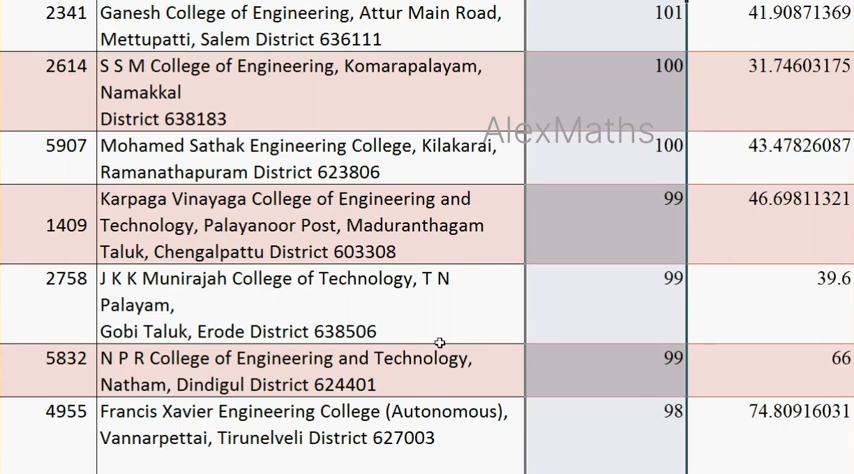 2341 Ganesh College of Engineering, Attur Main Road, 101 41.90871369
Mettupatti, Salem District 636111
2614 S S M College of Engineering, Komarapalayam, 100 31.74603175
Namakkal
District 638183
AlexMaths
5907 Mohamed Sathak Engineering College, Kilakarai, 100 43.47826087
Ramanathapuram District 623806
Karpaga Vinayaga College of Engineering and 99 46.69811321
1409 Technology, Palayanoor Post, Maduranthagam
Taluk, Chengalpattu District 603308
2758 J K K Munirajah College of Technology, T N 99 39.6
Palayam,
Gobi Taluk, Erode District 638506
5832 N P R College of Engineering and Technology, 99 66
Natham, Dindigul District 624401
4955 Francis Xavier Engineering College (Autonomous), 98 74.80916031
Vannarpettai, Tirunelveli District 627003